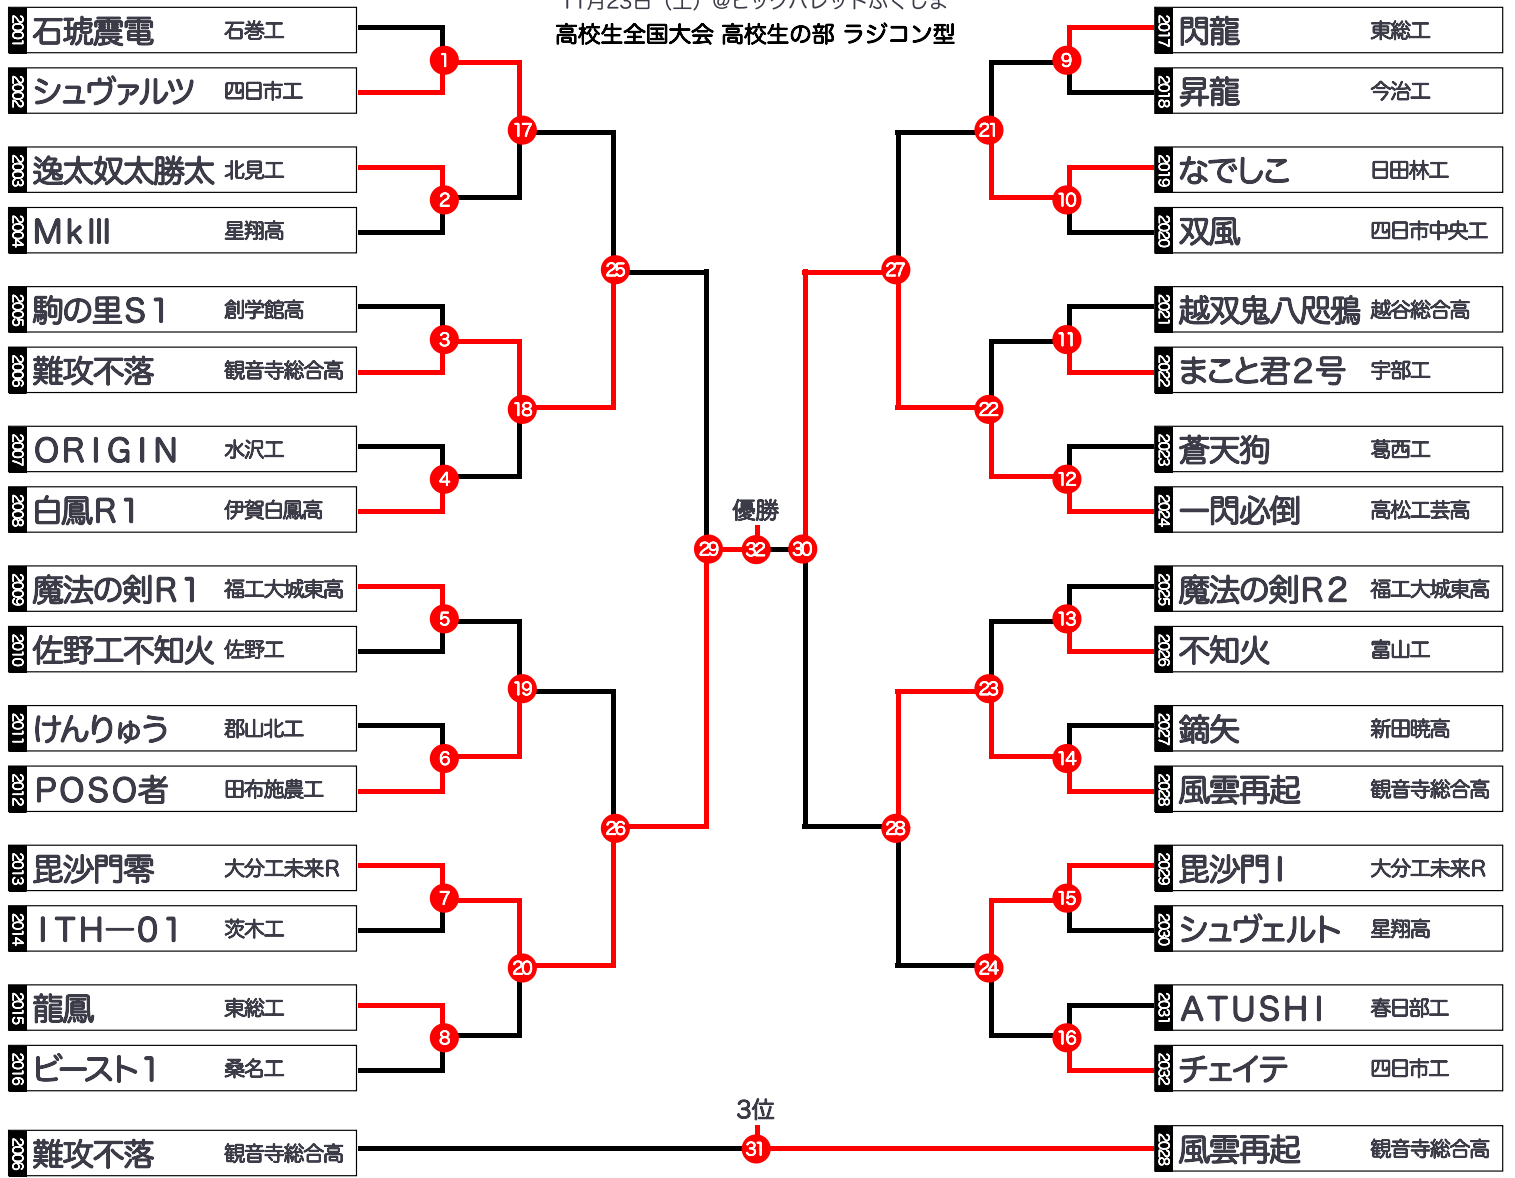 11月23日（土）@ビッグパレットふくしま
高校生全国大会 高校生の部 ラジコン型
2001 石琥震電 石巻工
2002 シュヴァルツ 四日市工
2003 逸太奴太勝太 北見工
2004 MkⅢ 星翔高
2005 駒の里S1 創学館高
2006 難攻不落 観音寺総合高
2007 ORIGIN 水沢工
2008 白鳳R1 伊賀白鳳高
2009 魔法の剣R1 福工大城東高
2010 佐野工不知火 佐野工
2011 けんりゅう 郡山北工
2012 POSO者 田布施農工
2013 毘沙門零 大分工未来R
2014 ITH－01 茨木工
2015 龍鳳 東総工
2016 ビースト1 桑名工
1
2
3
4
5
6
7
8
17
18
19
20
25
26
29
優勝
32
30
27
28
21
22
23
24
9
10
11
12
13
14
15
16
2017 閃龍 東総工
2018 昇龍 今治工
2019 なでしこ 日田林工
2020 双風 四日市中央工
2021 越双鬼八咫鴉 越谷総合高
2022 まこと君2号 宇部工
2023 蒼天狗 葛西工
2024 一閃必倒 高松工芸高
2025 魔法の剣R2 福工大城東高
2026 不知火 富山工
2027 鏑矢 新田暁高
2028 風雲再起 観音寺総合高
2029 毘沙門I 大分工未来R
2030 シュヴェルト 星翔高
2031 ATUSHI 春日部工
2032 チェイテ 四日市工
3位
2006 難攻不落 観音寺総合高
31
2028 風雲再起 観音寺総合高